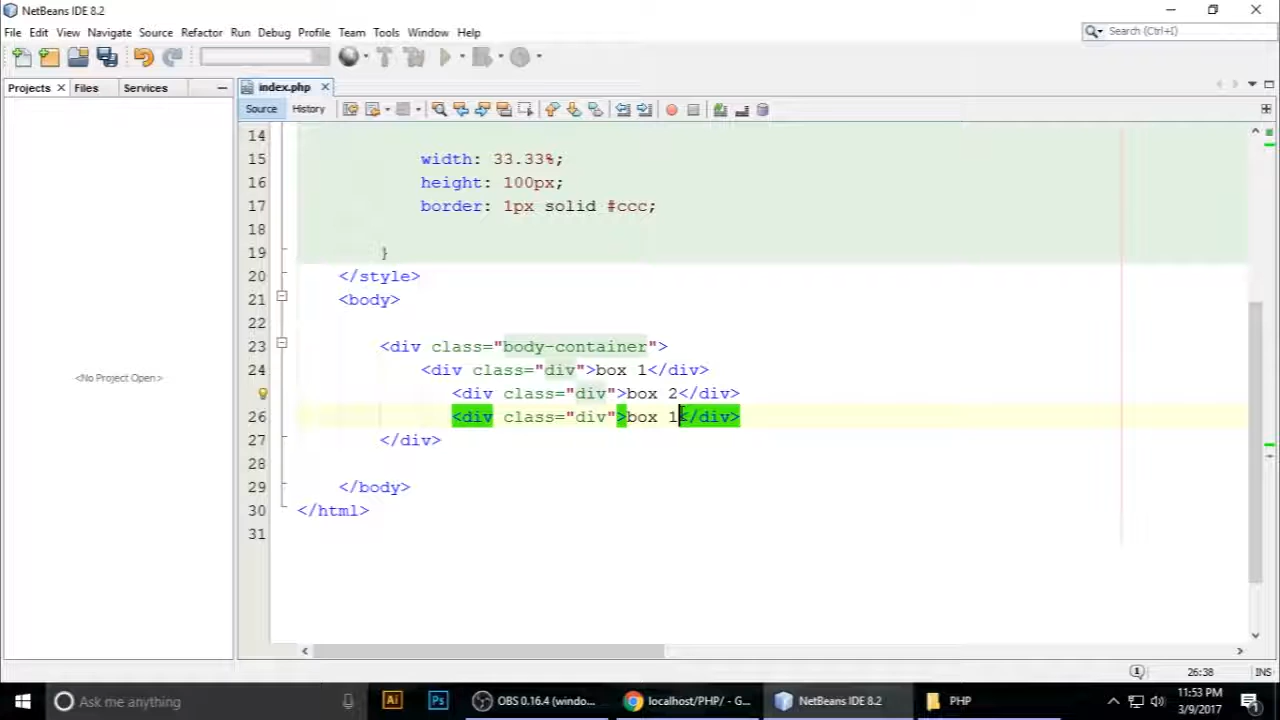 NetBeans IDE 8.2
File Edit View Navigate Source Refactor Run Debug Profile Team Tools Window Help
Search (Ctrl+I)
Projects Files Services
index.php
Source History
14
15 width: 33.33%;
16 height: 100px;
17 border: 1px solid #ccc;
18
19 }
20 </style>
21 <body>
22
23 <div class="body-container">
24 <div class="div">box 1</div>
25 <div class="div">box 2</div>
26 <div class="div">box 1</div>
27 </div>
28
29 </body>
30 </html>
31
<No Project Open>
26:38 INS
Ask me anything
Ai
Ps
OBS 0.16.4 (windo...
localhost/PHP/ - G...
NetBeans IDE 8.2
PHP
11:53 PM
3/9/2017